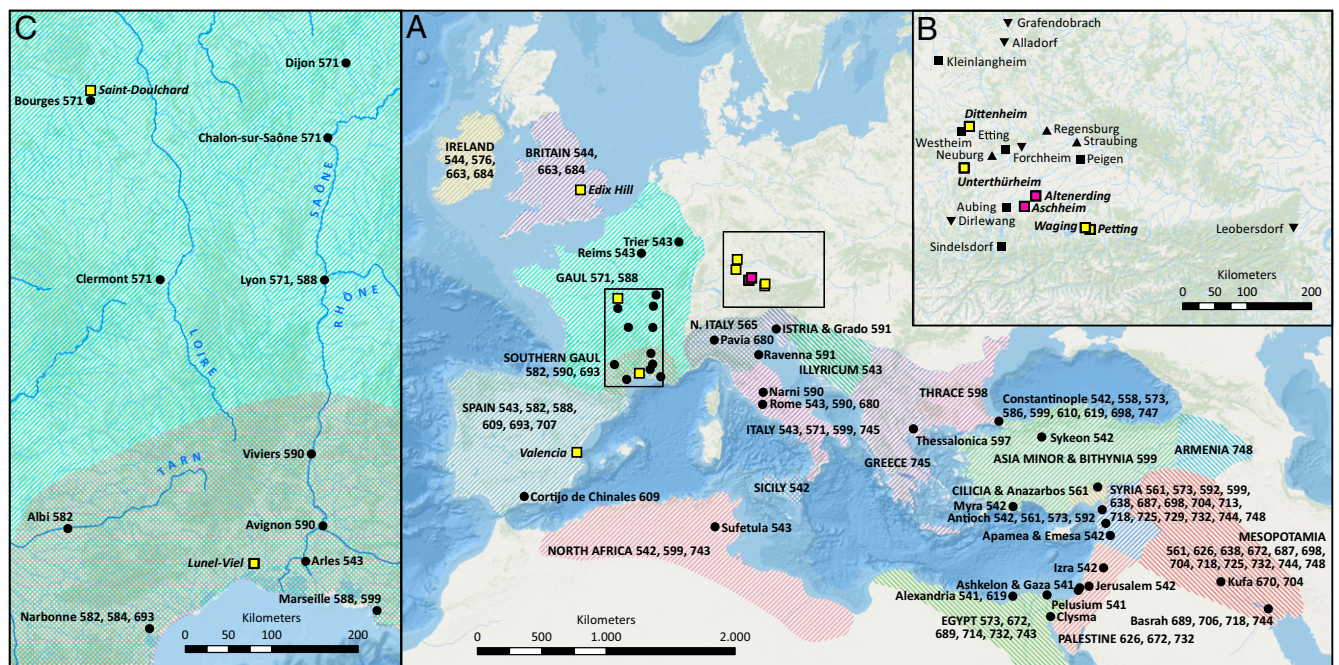 C
Dijon 571
Saint-Doulchard
Bourges 571
Chalon-sur-Saône 571
SAÔNE
Clermont 571
Lyon 571, 588
RHÔNE
LOIRE
Viviers 590
TARN
Albi 582
Avignon 590
Lunel-Viel
Arles 543
Marseille 588, 599
Narbonne 582, 584, 693
Kilometers
0 50 100 200
A
IRELAND
544, 576,
663, 684
BRITAIN 544,
663, 684
Edix Hill
Trier 543
Reims 543
GAUL 571, 588
N. ITALY 565
Pavia 680
ISTRIA & Grado 591
Ravenna 591
ILLYRICUM 543
SOUTHERN GAUL
582, 590, 693
Narni 590
Rome 543, 590, 680
THRACE 598
Constantinople 542, 558, 573,
586, 599, 610, 619, 698, 747
SPAIN 543, 582, 588,
609, 693, 707
ITALY 543, 571, 599, 745
Thessalonica 597
Sykeon 542
ARMENIA 748
Valencia
GREECE 745
ASIA MINOR & BITHYNIA 599
SICILY 542
CILICIA & Anazarbos 561
SYRIA 561, 573, 592, 599,
638, 687, 698, 704, 713,
718, 725, 729, 732, 744, 748
Cortijo de Chinales 609
Myra 542
Antioch 542, 561, 573, 592
Sufetula 543
Apamea & Emesa 542
MESOPOTAMIA
561, 626, 638, 672, 687, 698,
704, 718, 725, 732, 744, 748
NORTH AFRICA 542, 599, 743
Izra 542
Ashkelon & Gaza 541
Jerusalem 542
Kufa 670, 704
Alexandria 541, 619
Pelusium 541
EGYPT 573, 672,
689, 714, 732, 743
Clysma
Basrah 689, 706, 718, 744
PALESTINE 626, 672, 732
Kilometers
0 500 1.000 2.000
B
Grafendobrach
Alladorf
Kleinlangheim
Dittenheim
Westheim
Etting
Regensburg
Straubing
Neuburg
Forchheim
Peigen
Unterthürheim
Altenerding
Aubing
Aschheim
Dirlewang
Waging
Petting
Leobersdorf
Sindelsdorf
Kilometers
0 50 100 200